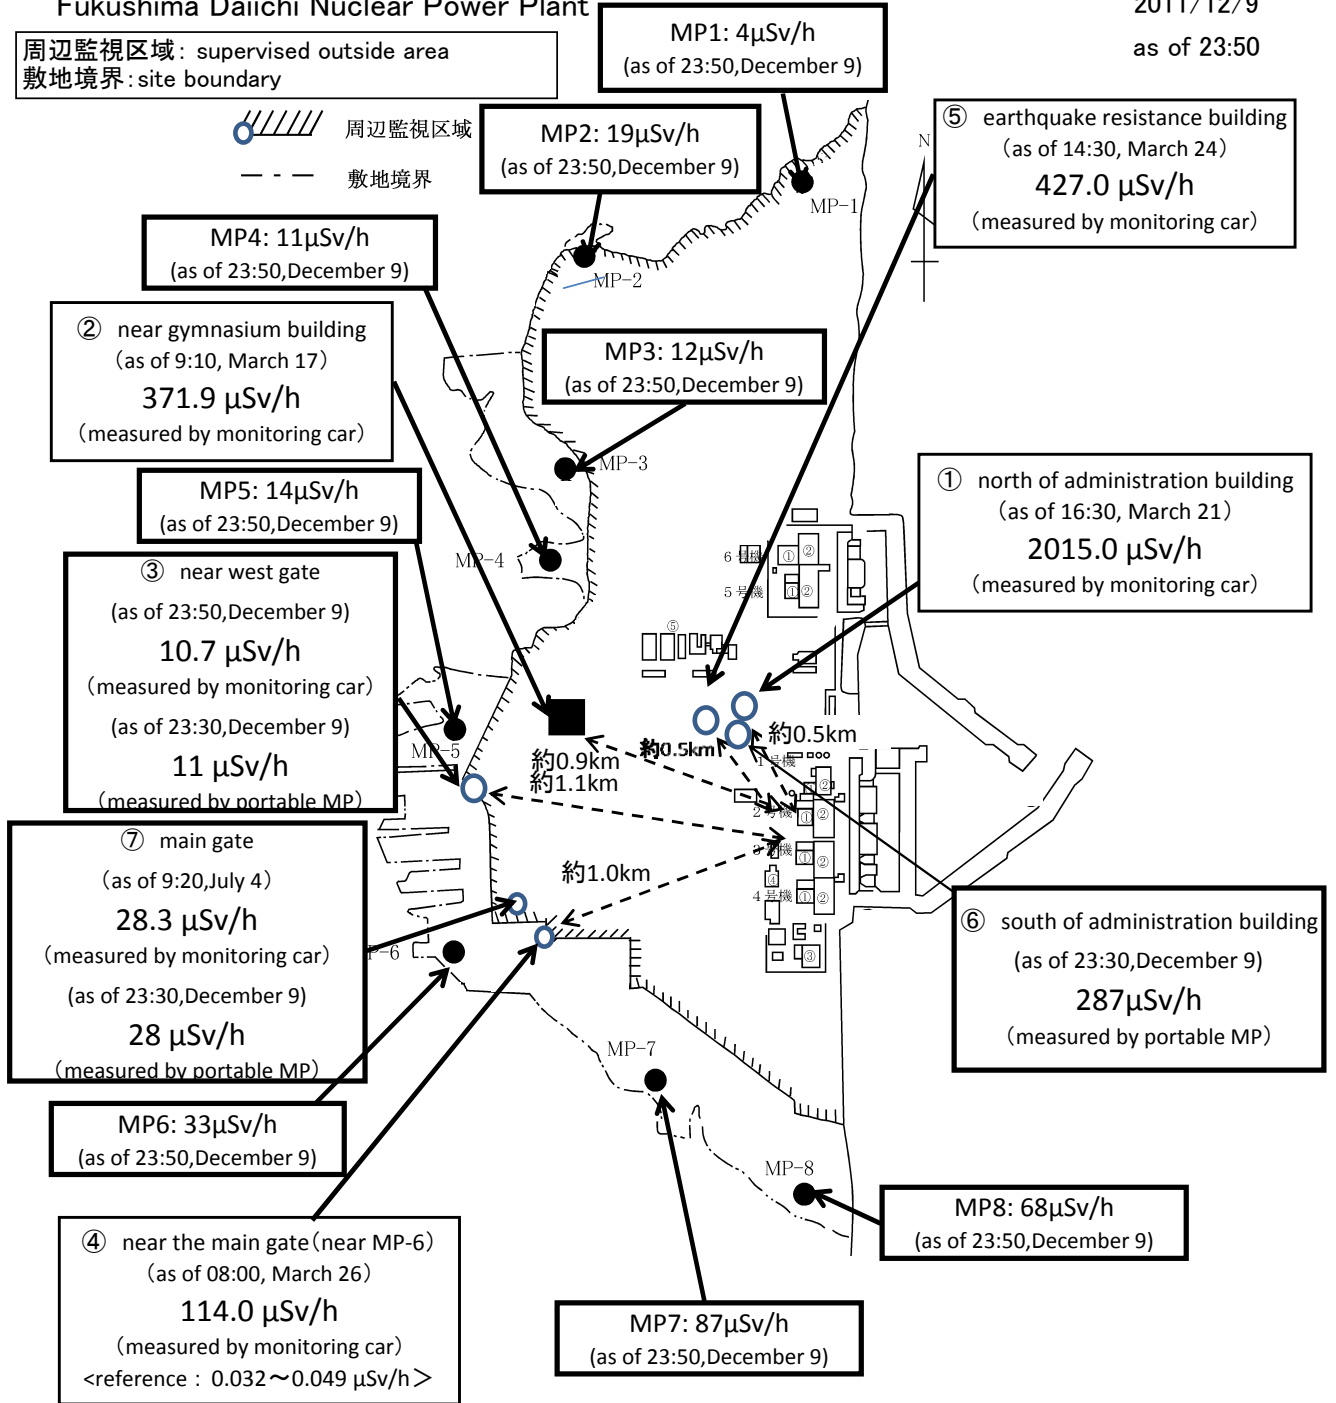 Fukushima Daiichi Nuclear Power Plant
2011/12/9
as of 23:50
周辺監視区域: supervised outside area
敷地境界:site boundary
周辺監視区域
敷地境界
MP1: 4μSv/h
(as of 23:50,December 9)
MP2: 19μSv/h
(as of 23:50,December 9)
⑤ earthquake resistance building
(as of 14:30, March 24)
427.0 μSv/h
(measured by monitoring car)
N
MP-1
MP4: 11μSv/h
(as of 23:50,December 9)
MP-2
② near gymnasium building
(as of 9:10, March 17)
371.9 μSv/h
(measured by monitoring car)
MP3: 12μSv/h
(as of 23:50,December 9)
MP-3
MP5: 14μSv/h
(as of 23:50,December 9)
① north of administration building
(as of 16:30, March 21)
2015.0 μSv/h
(measured by monitoring car)
MP-4
6号機
① ②
5号機
① ②
③ near west gate
(as of 23:50,December 9)
10.7 μSv/h
(measured by monitoring car)
(as of 23:30,December 9)
11 μSv/h
(measured by portable MP)
⑤
MP-5
約0.9km
約1.1km
約0.5km
約0.5km
1号機
②
2号機
① ②
3号機
① ②
④
4号機
① ②
③
約1.0km
⑦ main gate
(as of 9:20,July 4)
28.3 μSv/h
(measured by monitoring car)
(as of 23:30,December 9)
28 μSv/h
(measured by portable MP)
P-6
⑥ south of administration building
(as of 23:30,December 9)
287μSv/h
(measured by portable MP)
MP-7
MP6: 33μSv/h
(as of 23:50,December 9)
MP-8
MP8: 68μSv/h
(as of 23:50,December 9)
④ near the main gate(near MP-6)
(as of 08:00, March 26)
114.0 μSv/h
(measured by monitoring car)
<reference : 0.032～0.049 μSv/h>
MP7: 87μSv/h
(as of 23:50,December 9)